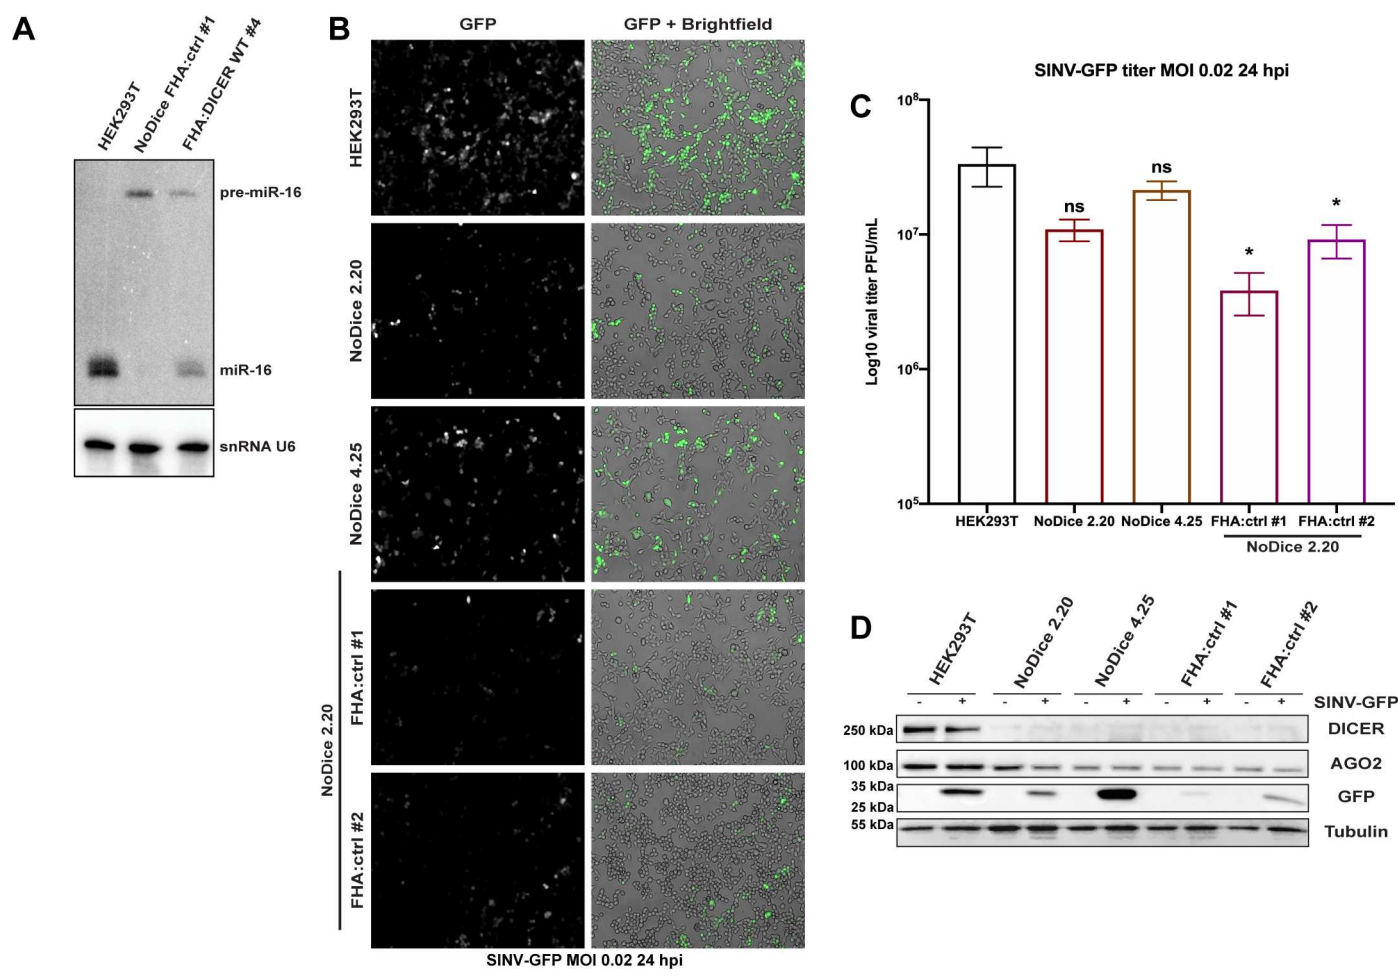 A
HEK293T
NoDice FHA:ctrl #1
FHA:DICER WT #4
pre-miR-16
miR-16
snRNA U6
B
GFP
GFP + Brightfield
HEK293T
NoDice 2.20
NoDice 4.25
NoDice 2.20
FHA:ctrl #1
FHA:ctrl #2
SINV-GFP MOI 0.02 24 hpi
C
SINV-GFP titer MOI 0.02 24 hpi
Log10 viral titer PFU/mL
10⁸
10⁷
10⁶
10⁵
ns
ns
*
*
HEK293T
NoDice 2.20
NoDice 4.25
FHA:ctrl #1
FHA:ctrl #2
NoDice 2.20
D
HEK293T
NoDice 2.20
NoDice 4.25
FHA:ctrl #1
FHA:ctrl #2
- + - + - + - + - + SINV-GFP
250 kDa DICER
100 kDa AGO2
35 kDa
25 kDa GFP
55 kDa Tubulin